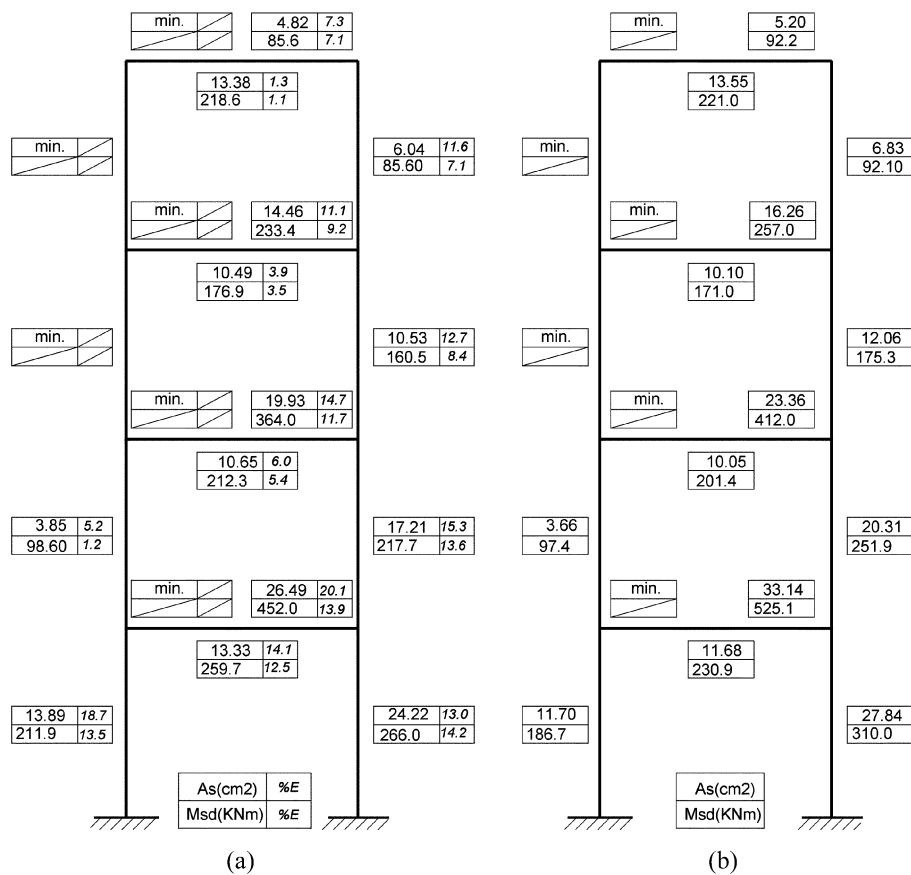 min. 4.82 7.3
85.6 7.1
13.38 1.3
218.6 1.1
min.
6.04 11.6
85.60 7.1
min. 14.46 11.1
233.4 9.2
10.49 3.9
176.9 3.5
min.
10.53 12.7
160.5 8.4
min. 19.93 14.7
364.0 11.7
10.65 6.0
212.3 5.4
3.85 5.2
98.60 1.2
17.21 15.3
217.7 13.6
min. 26.49 20.1
452.0 13.9
13.33 14.1
259.7 12.5
13.89 18.7
211.9 13.5
24.22 13.0
266.0 14.2
As(cm2) %E
Msd(KNm) %E
(a)
min. 5.20
92.2
13.55
221.0
min.
6.83
92.10
min. 16.26
257.0
10.10
171.0
min.
12.06
175.3
min. 23.36
412.0
10.05
201.4
3.66
97.4
20.31
251.9
min. 33.14
525.1
11.68
230.9
11.70
186.7
27.84
310.0
As(cm2)
Msd(KNm)
(b)